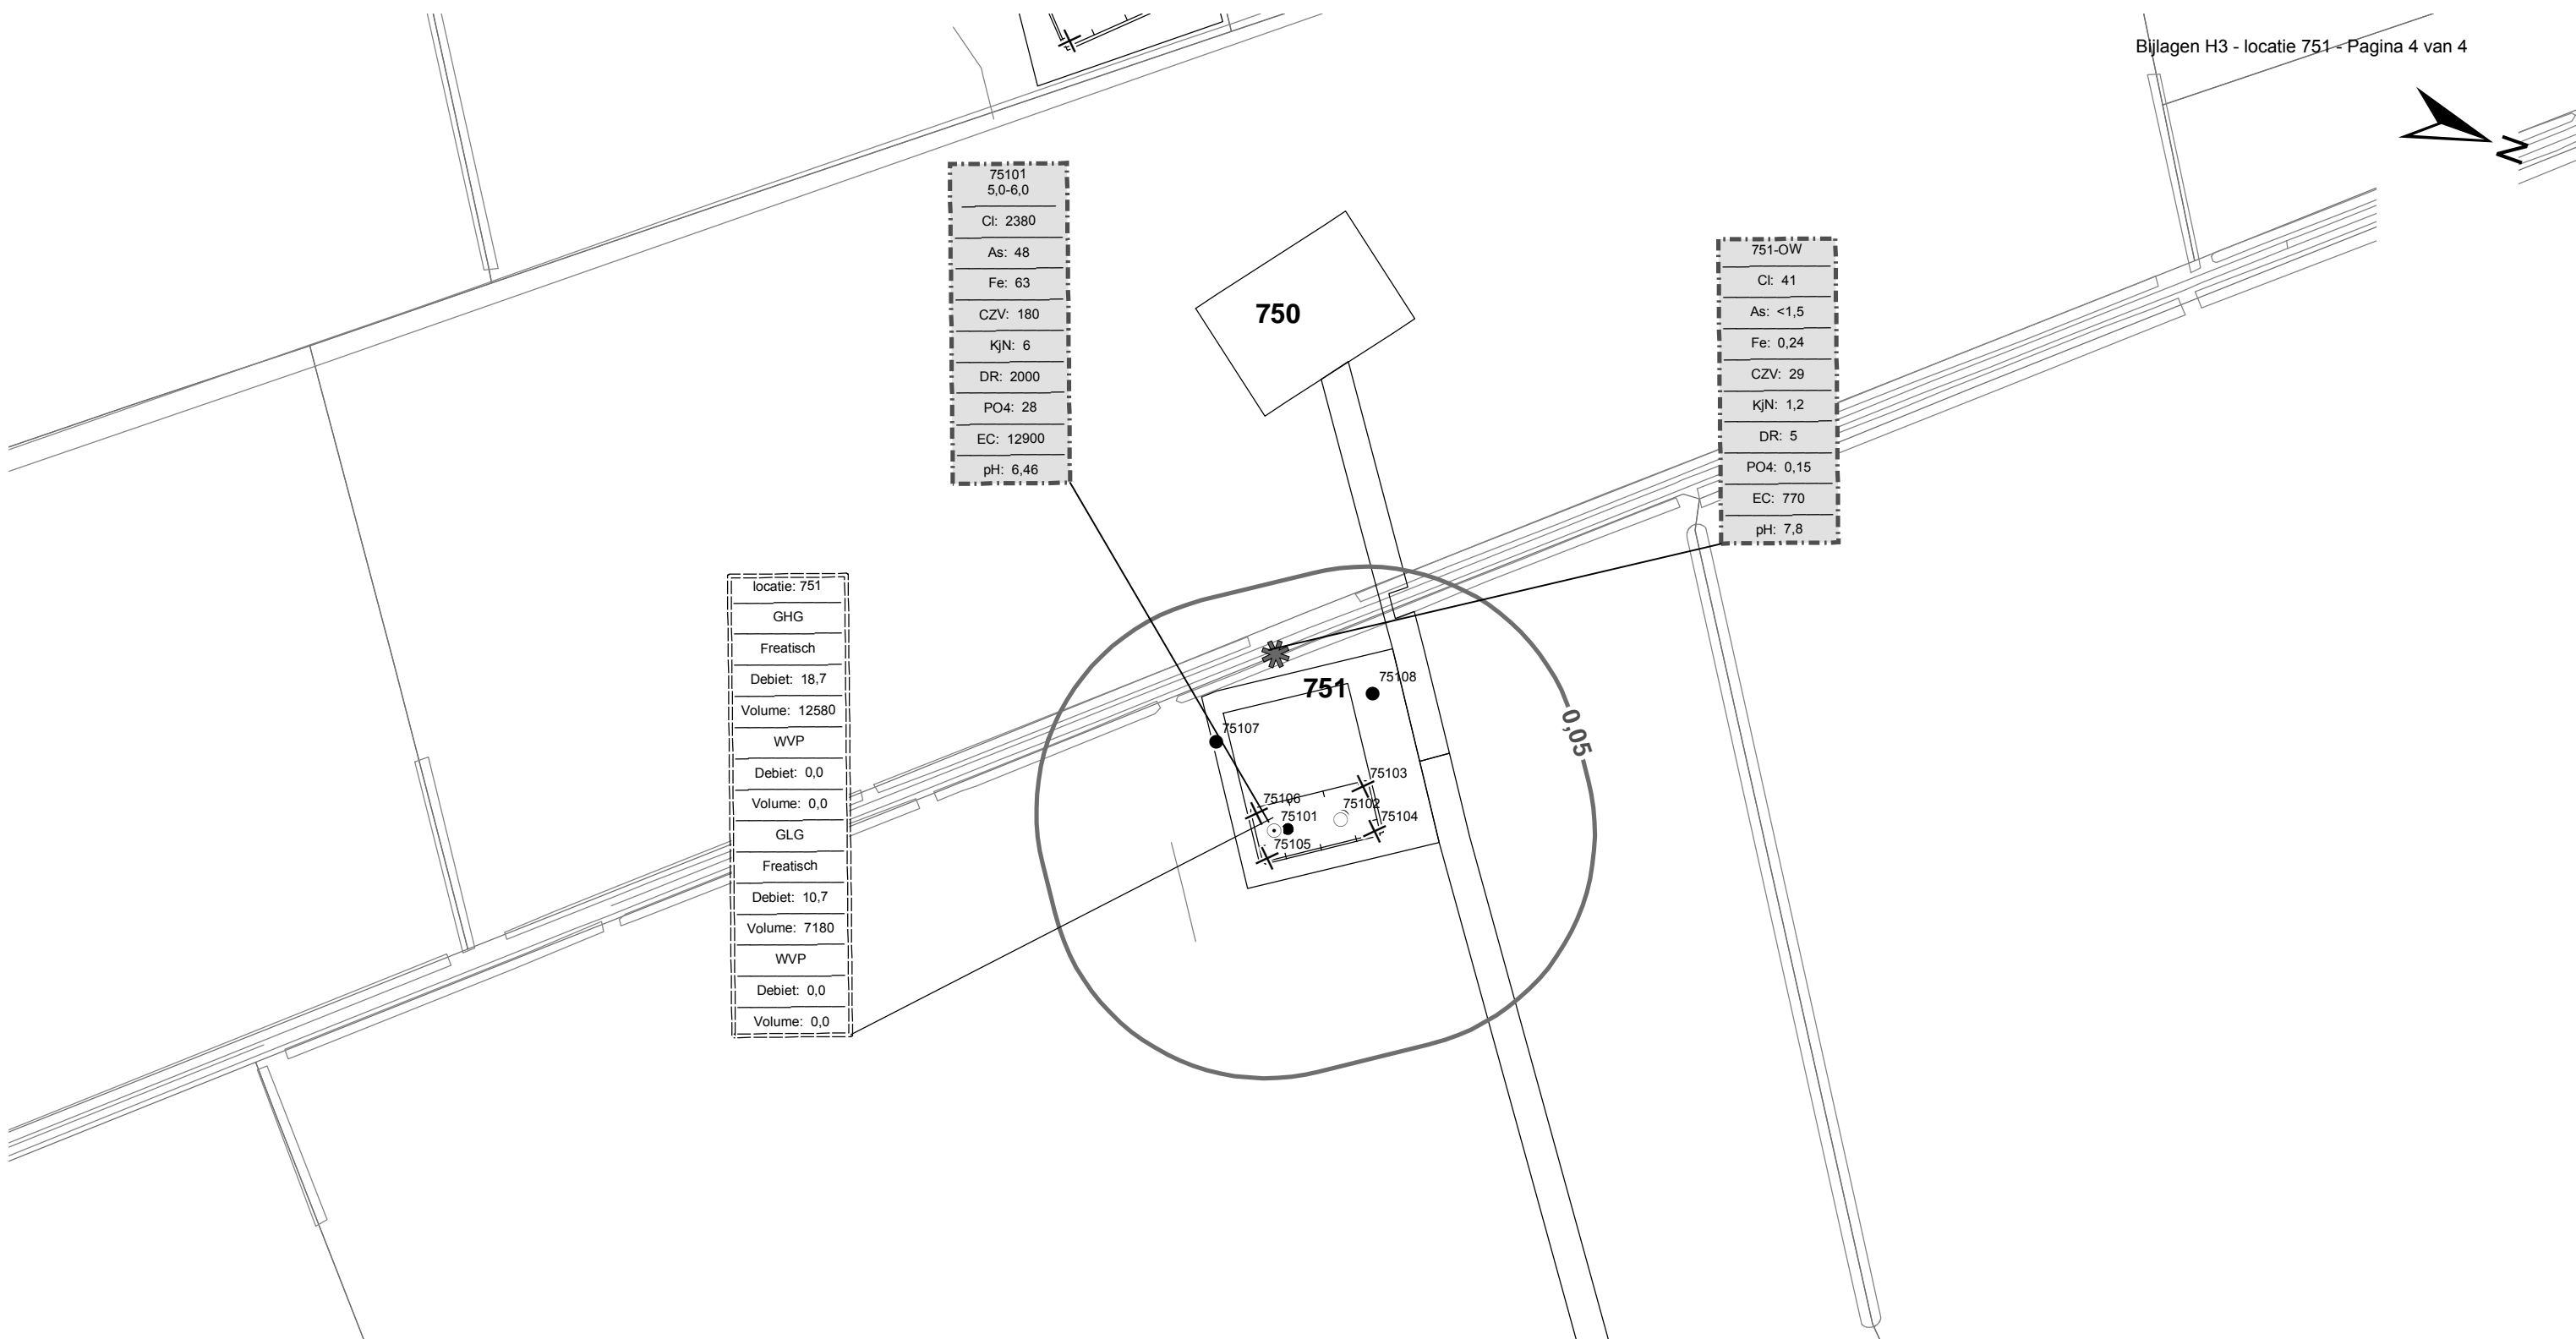 Bijlagen H3 - locatie 751 - Pagina 4 van 4
N
75101
5,0-6,0
Cl: 2380
As: 48
Fe: 63
CZV: 180
KjN: 6
DR: 2000
PO4: 28
EC: 12900
pH: 6,46
750
751-OW
Cl: 41
As: <1,5
Fe: 0,24
CZV: 29
KjN: 1,2
DR: 5
PO4: 0,15
EC: 770
pH: 7,8
locatie: 751
GHG
Freatisch
Debiet: 18,7
Volume: 12580
WVP
Debiet: 0,0
Volume: 0,0
GLG
Freatisch
Debiet: 10,7
Volume: 7180
WVP
Debiet: 0,0
Volume: 0,0
751
75108
75107
0,05
75103
75106
75102
75101
75104
75105